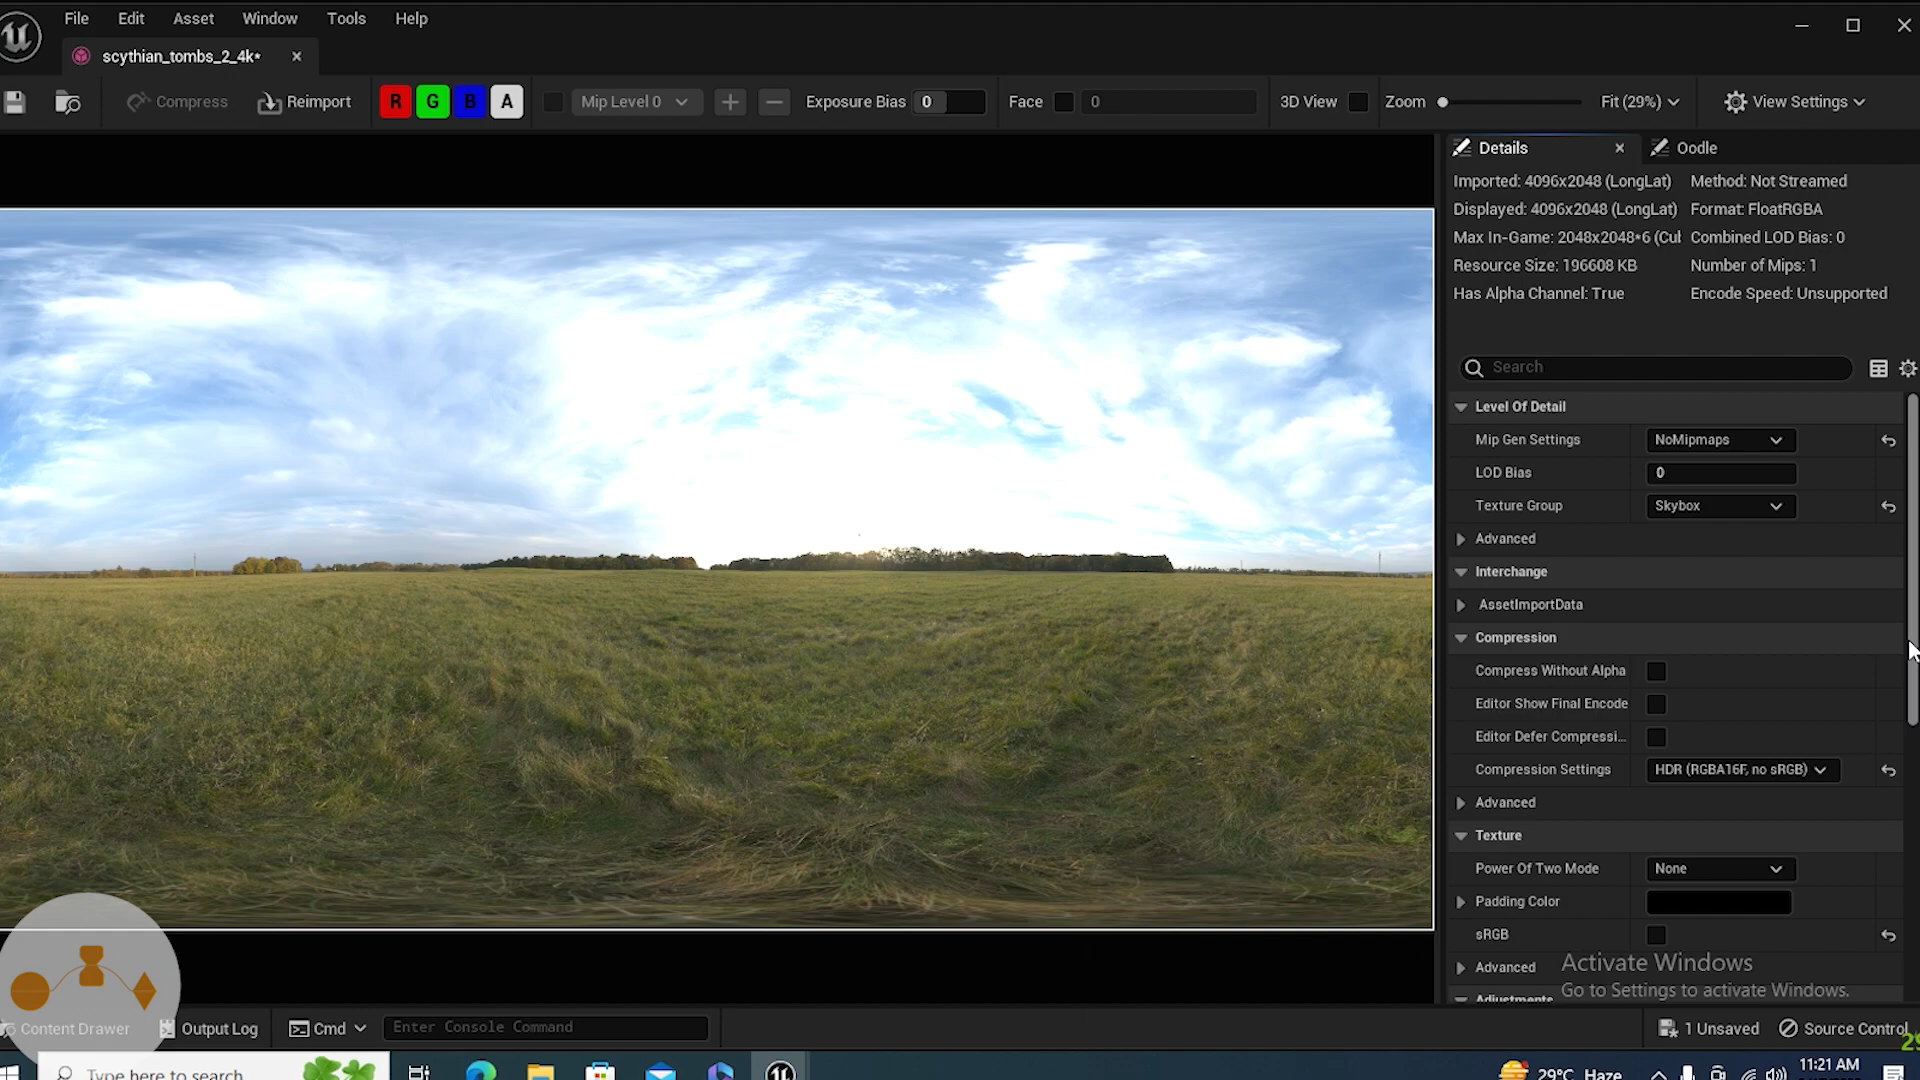 File Edit Asset Window Tools Help
scythian_tombs_2_4k*
Compress Reimport R G B A Mip Level 0 Exposure Bias 0 Face 0 3D View Zoom Fit (29%) View Settings
Details Oodle
Imported: 4096x2048 (LongLat) Method: Not Streamed
Displayed: 4096x2048 (LongLat) Format: FloatRGBA
Max In-Game: 2048x2048*6 (Cul Combined LOD Bias: 0
Resource Size: 196608 KB Number of Mips: 1
Has Alpha Channel: True Encode Speed: Unsupported
Search
Level Of Detail
Mip Gen Settings NoMipmaps
LOD Bias 0
Texture Group Skybox
Advanced
Interchange
AssetImportData
Compression
Compress Without Alpha
Editor Show Final Encode
Editor Defer Compressi...
Compression Settings HDR (RGBA16F, no sRGB)
Advanced
Texture
Power Of Two Mode None
Padding Color
sRGB
Advanced
Adjustments
Activate Windows
Go to Settings to activate Windows.
Content Drawer Output Log Cmd Enter Console Command 1 Unsaved Source Control
29
Type here to search 29°C Haze 11:21 AM